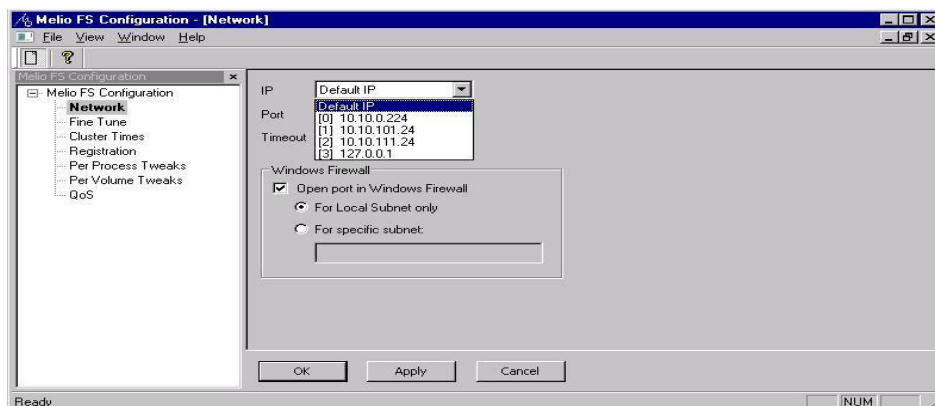 Melio FS Configuration - [Network]
File View Window Help
Melio FS Configuration
Melio FS Configuration
Network
Fine Tune
Cluster Times
Registration
Per Process Tweaks
Per Volume Tweaks
QoS
IP Default IP
Default IP
[0] 10.10.0.224
[1] 10.10.101.24
[2] 10.10.111.24
[3] 127.0.0.1
Port
Timeout
Windows Firewall
Open port in Windows Firewall
For Local Subnet only
For specific subnet:
OK Apply Cancel
Ready NUM